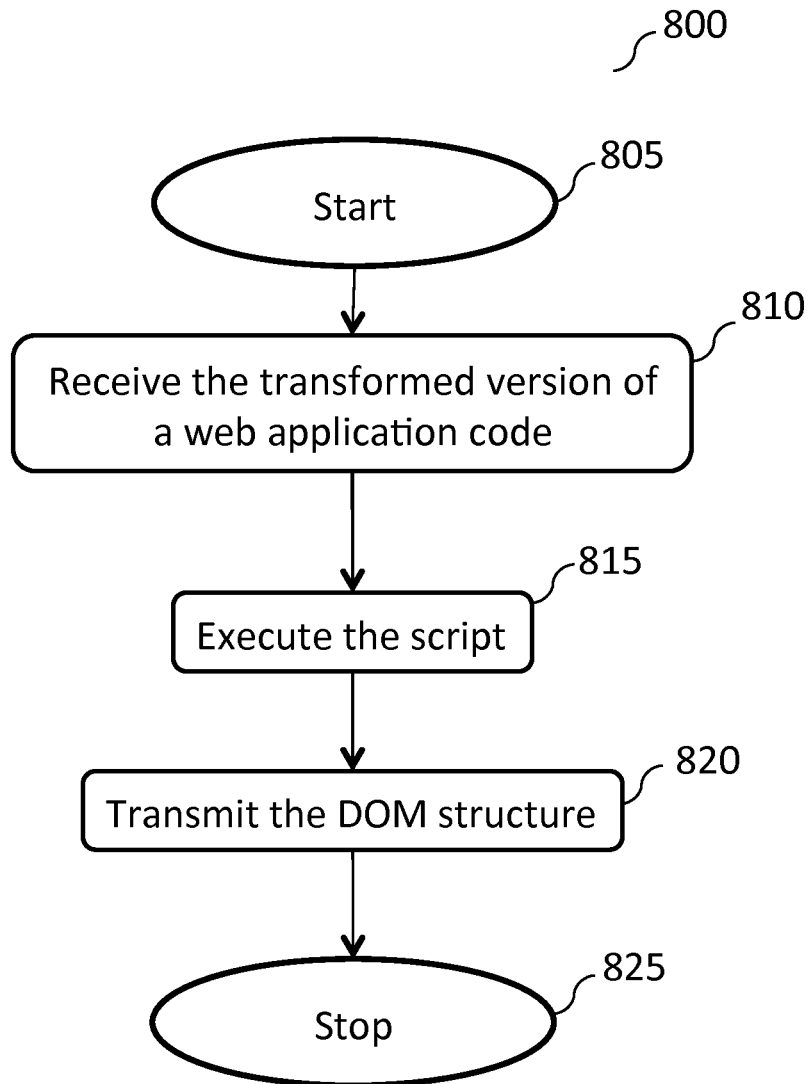 800
805
Start
810
Receive the transformed version of
a web application code
815
Execute the script
820
Transmit the DOM structure
825
Stop